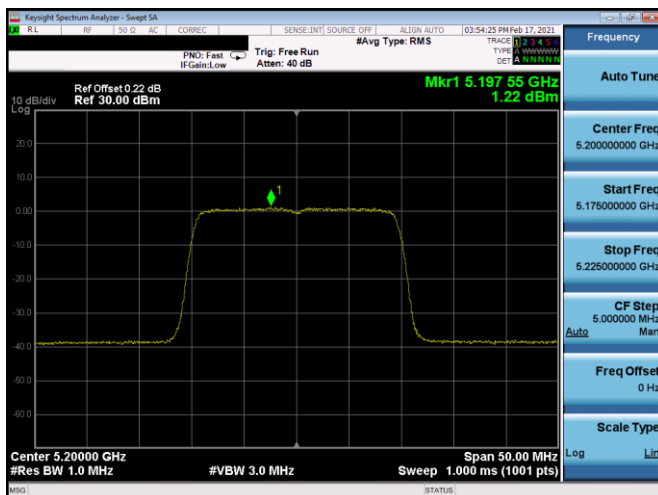 Keysight Spectrum Analyzer - Swept SA
RL RF 50 Ω AC CORREC SENSE:INT SOURCE OFF ALIGN AUTO 03:54:25 PM Feb 17, 2021
#Avg Type: RMS
TRACE 1 2 3 4 5 6
PNO: Fast Trig: Free Run
TYPE A WWWWW
IFGain:Low Atten: 40 dB
DET A N N N N N
Ref Offset 0.22 dB
Mkr1 5.197 55 GHz
10 dB/div Ref 30.00 dBm
1.22 dBm
Log
20.0
10.0
0.00
-10.0
-20.0
-30.0
-40.0
-50.0
-60.0
1
Center 5.20000 GHz
Span 50.00 MHz
#Res BW 1.0 MHz
#VBW 3.0 MHz
Sweep 1.000 ms (1001 pts)
MSG
STATUS
Frequency
Auto Tune
Center Freq
5.200000000 GHz
Start Freq
5.175000000 GHz
Stop Freq
5.225000000 GHz
CF Step
5.000000 MHz
Auto Man
Freq Offset
0 Hz
Scale Type
Log Lin